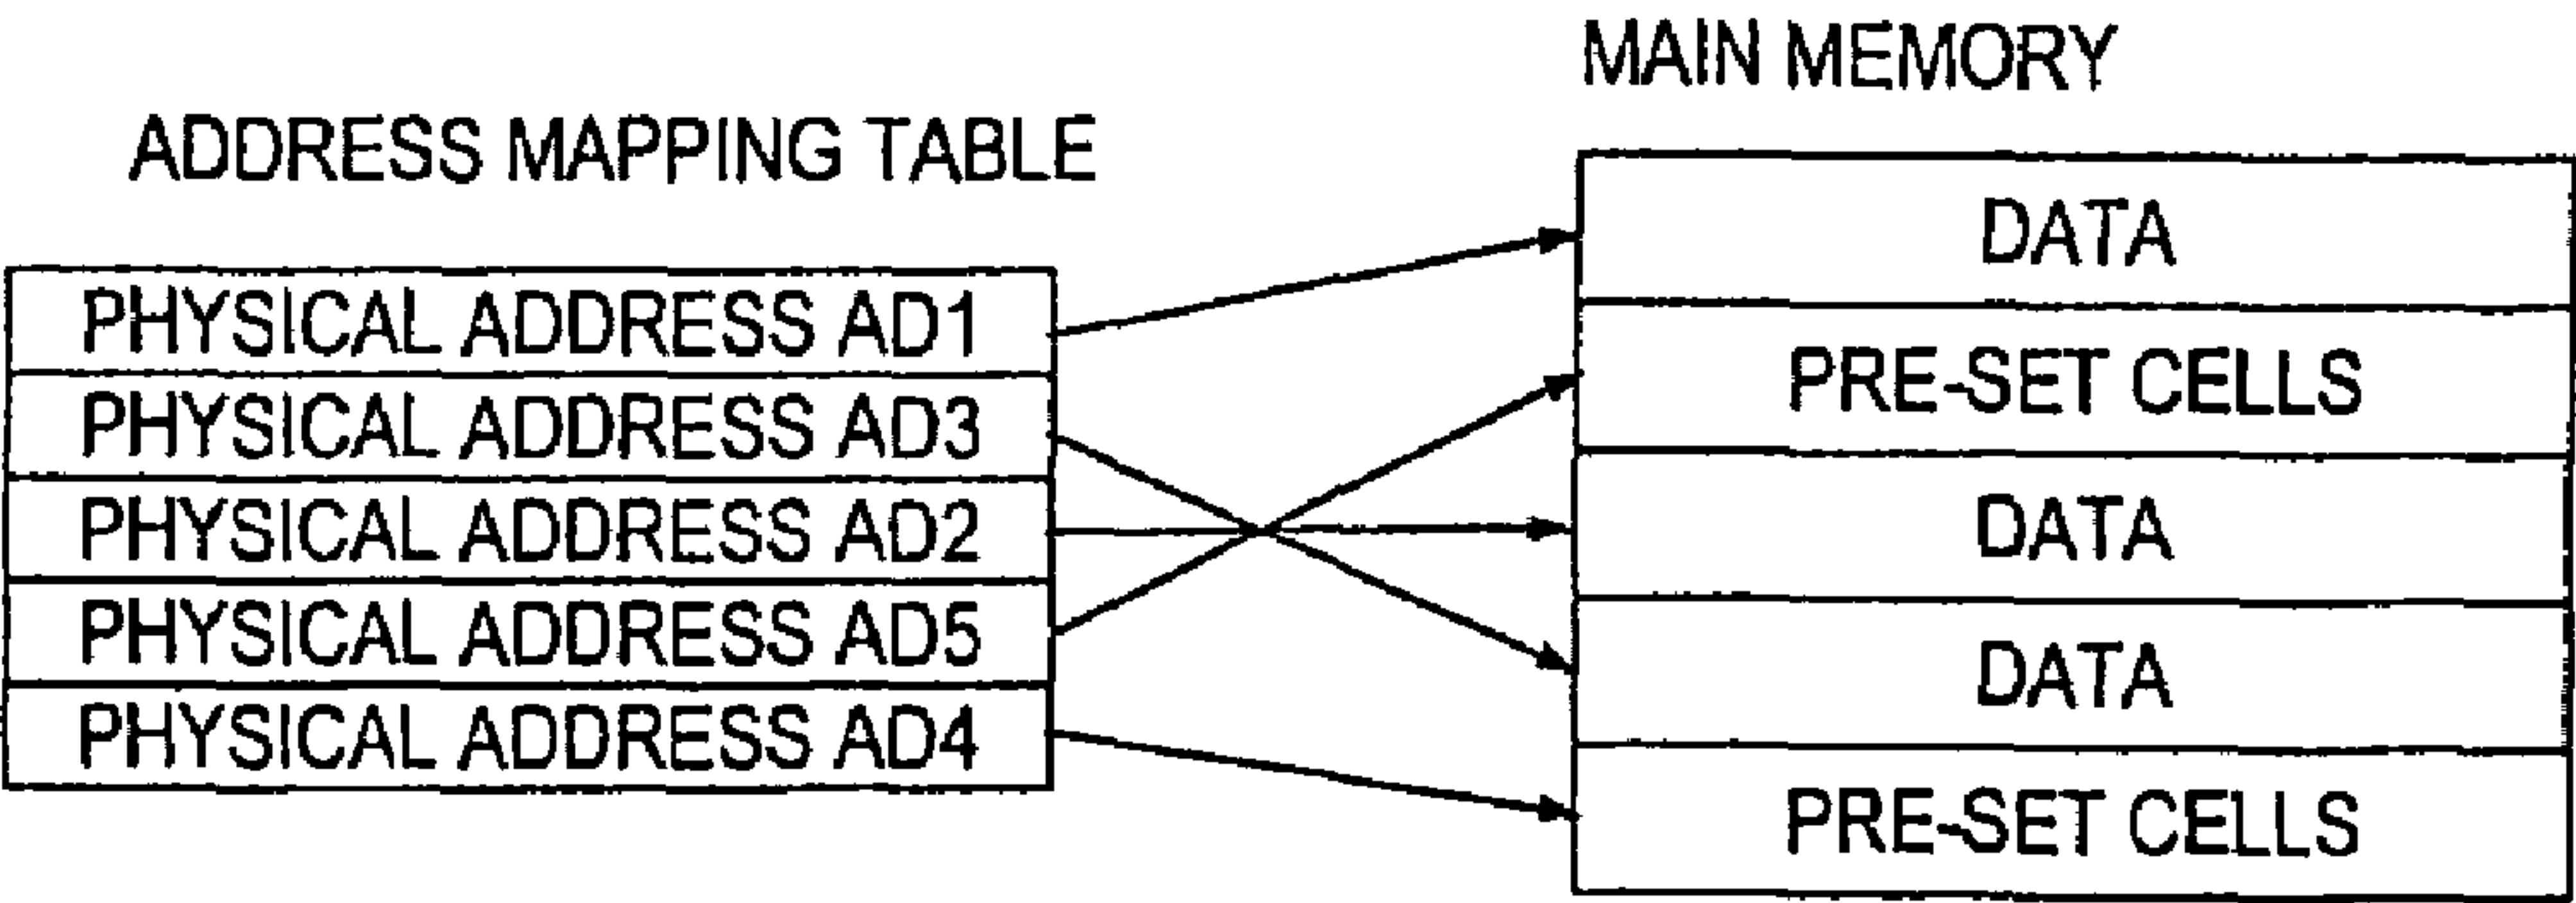 MAIN MEMORY
ADDRESS MAPPING TABLE
PHYSICAL ADDRESS AD1
PHYSICAL ADDRESS AD3
PHYSICAL ADDRESS AD2
PHYSICAL ADDRESS AD5
PHYSICAL ADDRESS AD4
DATA
PRE-SET CELLS
DATA
DATA
PRE-SET CELLS